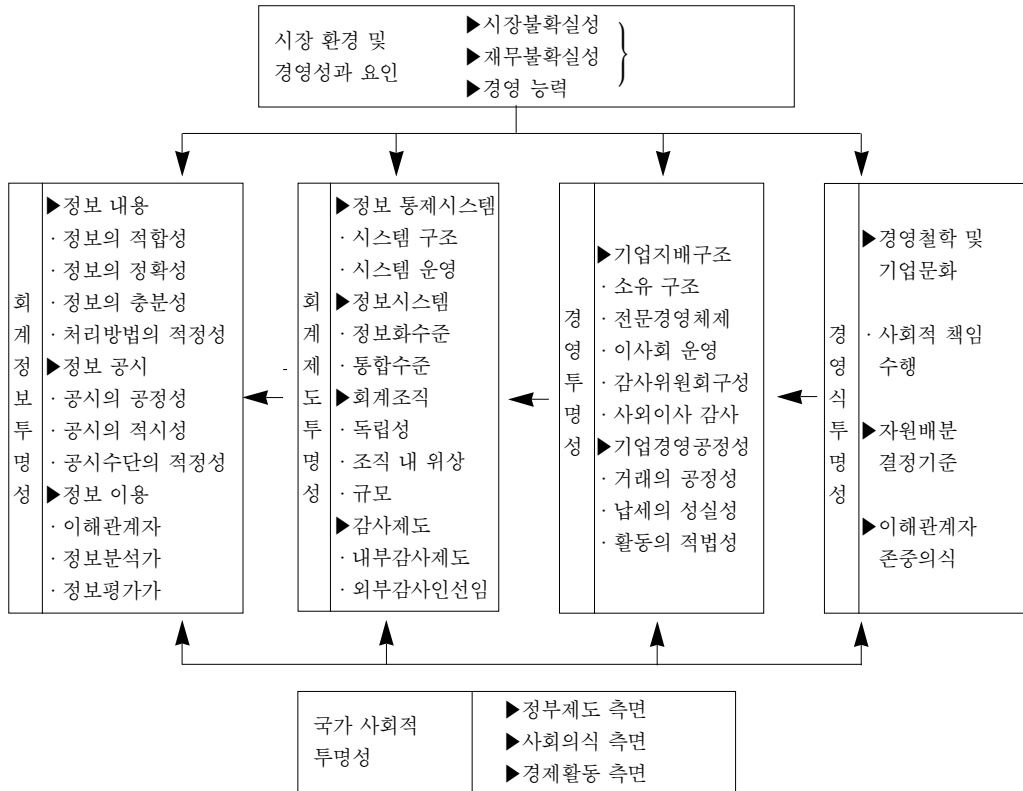 시장 환경 및
경영성과 요인
▶시장불확실성
▶재무불확실성
▶경영 능력
회계정보투명성
▶정보 내용
· 정보의 적합성
· 정보의 정확성
· 정보의 충분성
· 처리방법의 적정성
▶정보 공시
· 공시의 공정성
· 공시의 적시성
· 공시수단의 적정성
▶정보 이용
· 이해관계자
· 정보분석가
· 정보평가가
회계제도투명성
▶정보 통제시스템
· 시스템 구조
· 시스템 운영
▶정보시스템
· 정보화수준
· 통합수준
▶회계조직
· 독립성
· 조직 내 위상
· 규모
▶감사제도
· 내부감사제도
· 외부감사인선임
경영투명성
▶기업지배구조
· 소유 구조
· 전문경영체제
· 이사회 운영
· 감사위원회구성
· 사외이사 감사
▶기업경영공정성
· 거래의 공정성
· 납세의 성실성
· 활동의 적법성
경영의식투명성
▶경영철학 및
기업문화
· 사회적 책임
수행
▶자원배분
결정기준
▶이해관계자
존중의식
국가 사회적
투명성
▶정부제도 측면
▶사회의식 측면
▶경제활동 측면